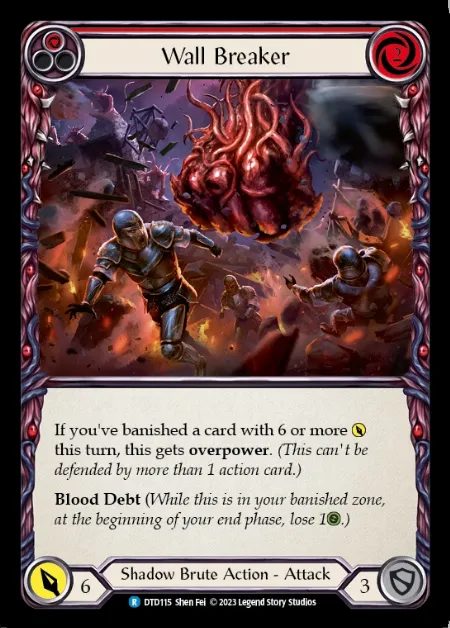 Wall Breaker
2
If you've banished a card with 6 or more
this turn, this gets overpower. (This can't be
defended by more than 1 action card.)
Blood Debt (While this is in your banished zone,
at the beginning of your end phase, lose 1.)
6
Shadow Brute Action - Attack
3
R DTD115 Shen Fei © 2023 Legend Story Studios